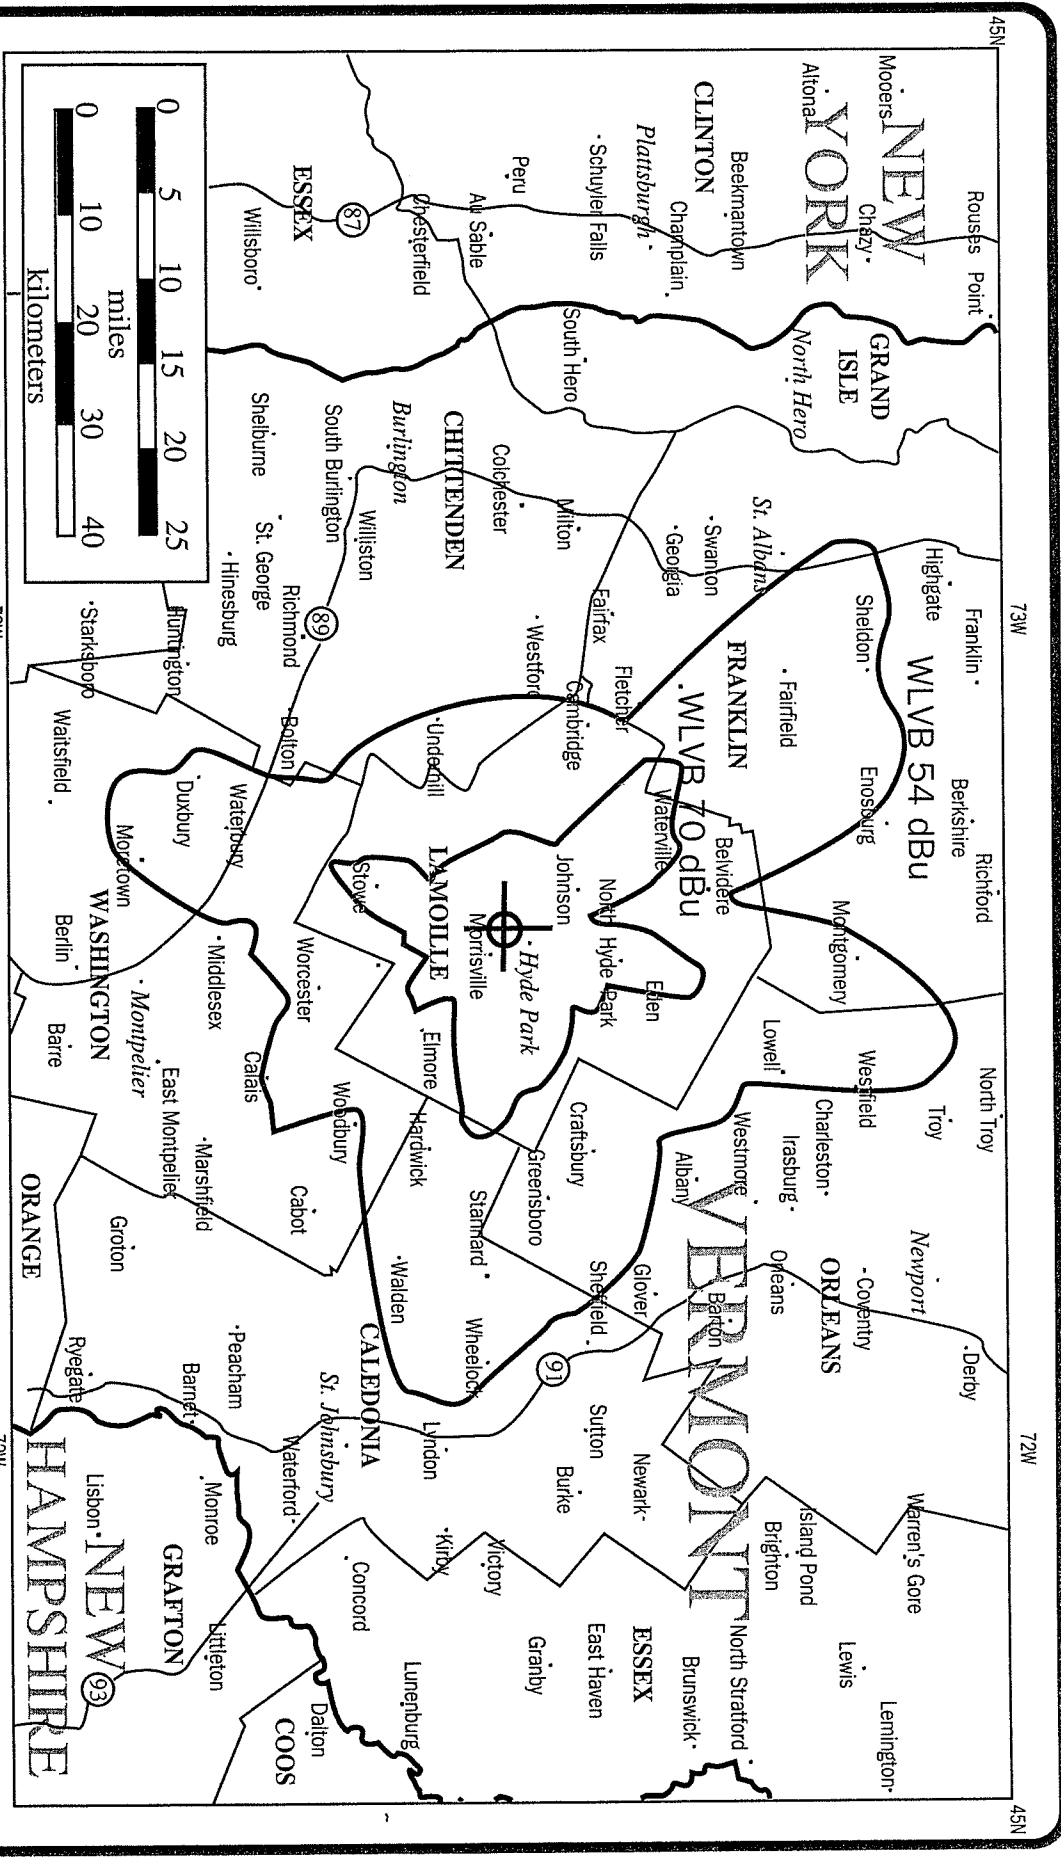 45N
73W
72W
45N
Mooers
Altona
NEW
YORK
Rouses Point
Chazy
CLINTON
Beekmantown
Champlain
Plattsburgh
Schuyler Falls
Peru
Au Sable
Chesterfield
ESSEX
87
Willsboro
GRAND
ISLE
North Hero
South Hero
Highgate
Franklin
Berkshire
Richford
WLVB 54 dBu
Sheldon
Enosburg
St. Albans
Swanton
Georgia
FRANKLIN
Fairfield
WLVB 70 dBu
Montgomery
Belvidere
Waterville
Fletcher
Fairfax
Milton
Colchester
CHITTENDEN
Burlington
Westford
Cambridge
Underhill
Williston
South Burlington
Shelburne
St. George
Hinesburg
Richmond
89
Bolton
Huntington
Starksboro
Waitsfield
Duxbury
Waterbury
Moretown
Berlin
WASHINGTON
Barre
Montpelier
East Montpelier
Middlesex
Worcester
Stowe
LAMOILLE
Morrisville
Johnson
Hyde Park
North Hyde Park
Eden
Elmore
Calais
Woodbury
Marshfield
Cabot
Groton
ORANGE
Hardwick
Craftsbury
Greensboro
Stannard
Walden
Wheelock
Sheffield
Glover
Albany
Lowell
Westfield
Troy
North Troy
Charleston
Irasburg
Westmore
Newport
Coventry
ORLEANS
Orleans
Barton
Derby
VERMONT
91
Sutton
Burke
Newark
Lyndon
CALEDONIA
St. Johnsbury
Waterford
Peacham
Barnet
Ryegate
Kirby
Victory
Concord
Granby
East Haven
ESSEX
Brunswick
North Stratford
Brighton
Island Pond
Warren's Gore
Lewis
Lemington
Lunenburg
Dalton
COOS
Littleton
GRAFTON
Monroe
Lisbon
93
NEW
HAMPSHIRE
0 5 10 15 20 25
miles
0 10 20 30 40
kilometers